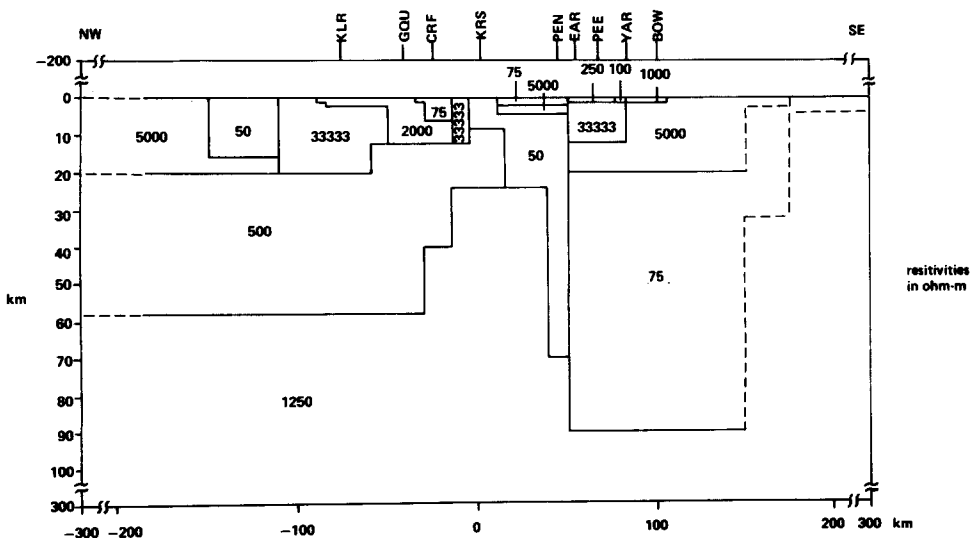 NW
KLR
GQU
CRF
KRS
PEN
EAR
PEE
YAR
BOW
SE
-200
75
5000
250
100
1000
0
5000
50
33333
2000
75
33333
33333
5000
10
50
20
30
500
40
75
resitivities
in ohm-m
km
50
60
70
80
1250
90
100
300
-300
-200
-100
0
100
200
300
km